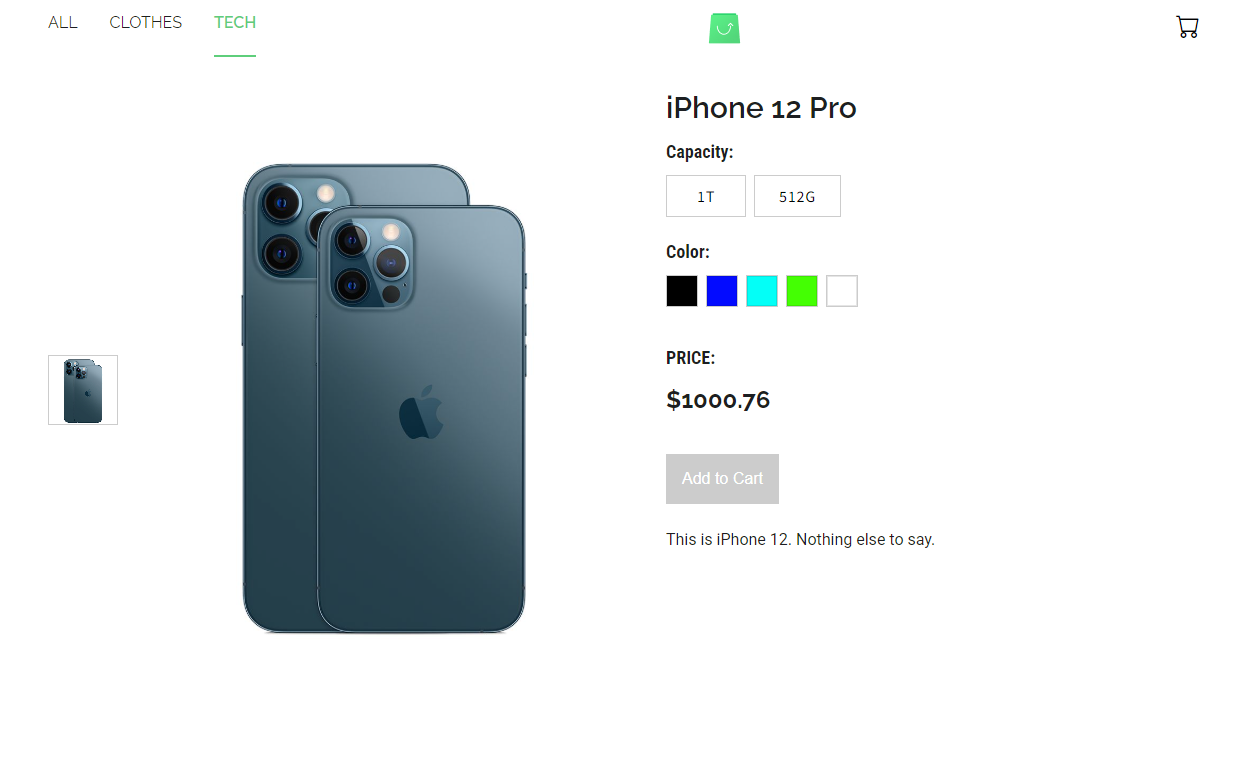 ALL CLOTHES TECH
iPhone 12 Pro
Capacity:
1T 512G
Color:
PRICE:
$1000.76
Add to Cart
This is iPhone 12. Nothing else to say.